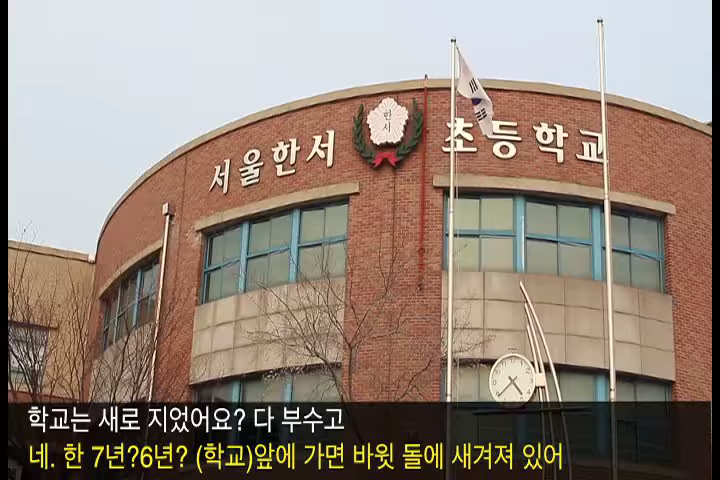 서울한서 초등학교
한서
학교는 새로 지었어요? 다 부수고
네. 한 7년?6년? (학교)앞에 가면 바윗 돌에 새겨져 있어